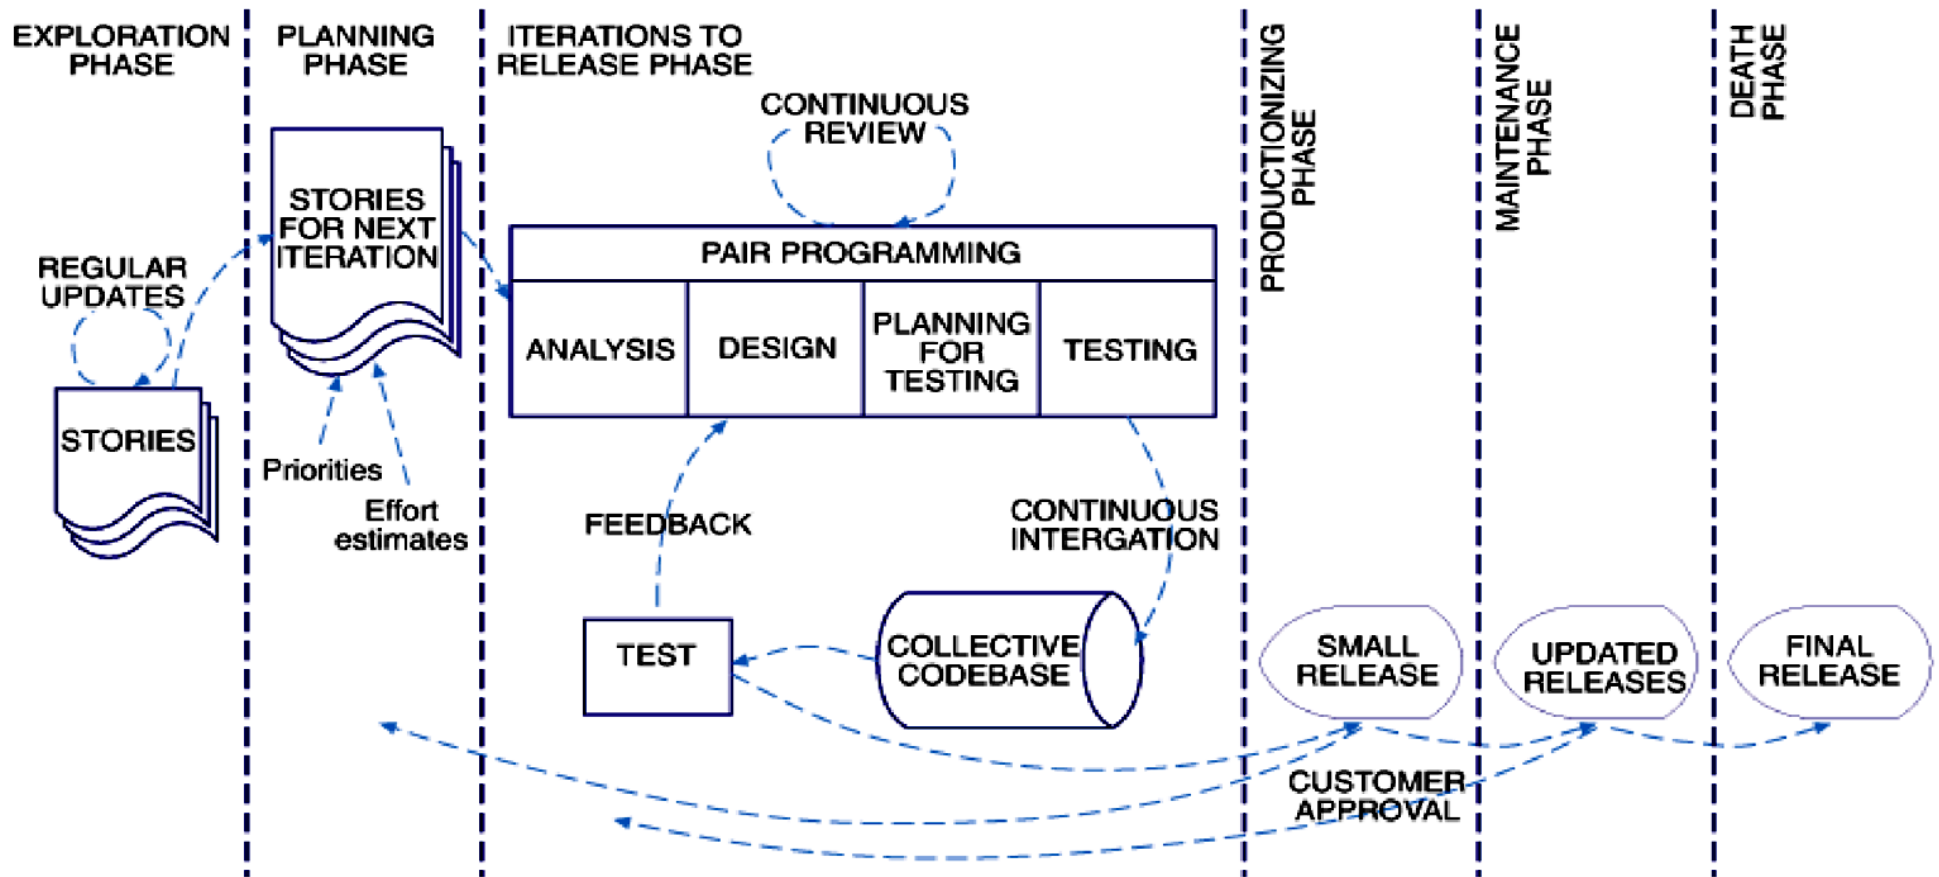 EXPLORATION
PHASE
PLANNING
PHASE
ITERATIONS TO
RELEASE PHASE
PRODUCTIONIZING
PHASE
MAINTENANCE
PHASE
DEATH
PHASE
CONTINUOUS
REVIEW
REGULAR
UPDATES
STORIES
STORIES
FOR NEXT
ITERATION
Priorities
Effort
estimates
PAIR PROGRAMMING
ANALYSIS
DESIGN
PLANNING
FOR
TESTING
TESTING
FEEDBACK
CONTINUOUS
INTERGATION
TEST
COLLECTIVE
CODEBASE
SMALL
RELEASE
UPDATED
RELEASES
FINAL
RELEASE
CUSTOMER
APPROVAL